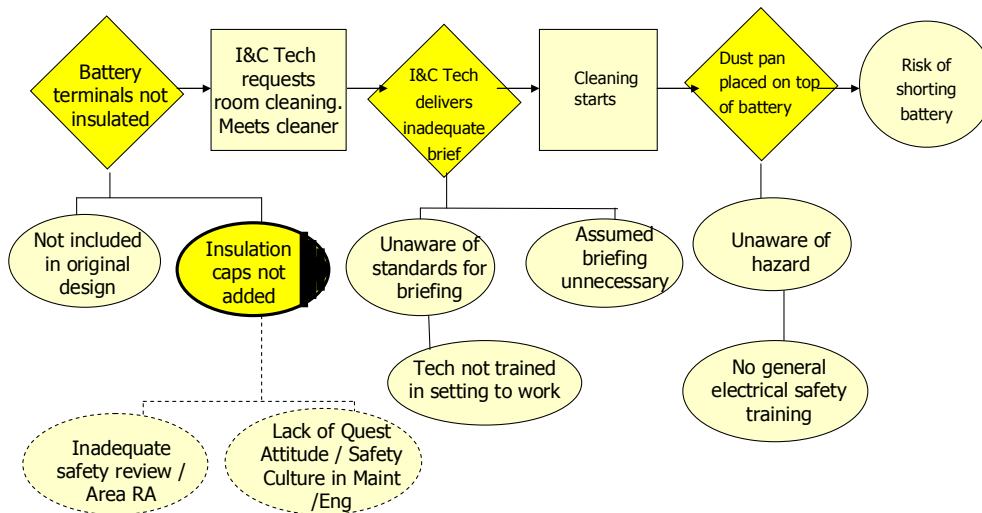 Battery
terminals not
insulated
I&C Tech
requests
room cleaning.
Meets cleaner
I&C Tech
delivers
inadequate
brief
Cleaning
starts
Dust pan
placed on top
of battery
Risk of
shorting
battery
Not included
in original
design
Insulation
caps not
added
Unaware of
standards for
briefing
Assumed
briefing
unnecessary
Unaware of
hazard
Tech not trained
in setting to work
No general
electrical safety
training
Inadequate
safety review /
Area RA
Lack of Quest
Attitude / Safety
Culture in Maint
/Eng